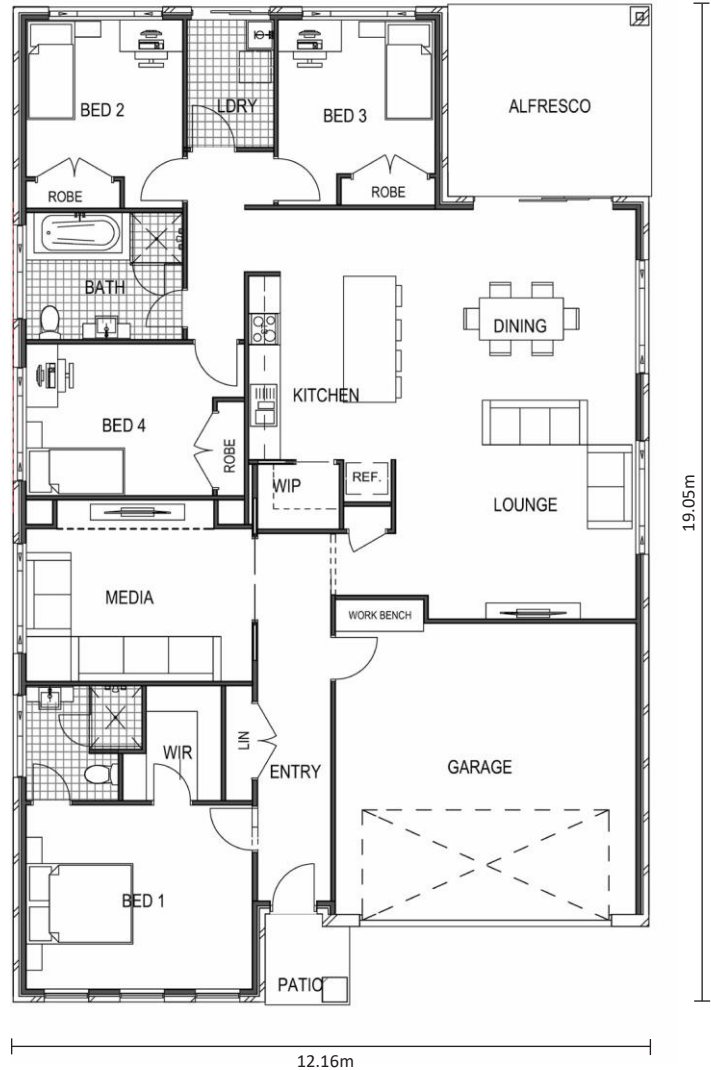 BED 2
LDRY
BED 3
ALFRESCO
ROBE
ROBE
BATH
DINING
KITCHEN
BED 4
ROBE
WIP
REF.
LOUNGE
19.05m
MEDIA
WORK BENCH
WIR
LIN
ENTRY
GARAGE
BED 1
PATIO
12.16m